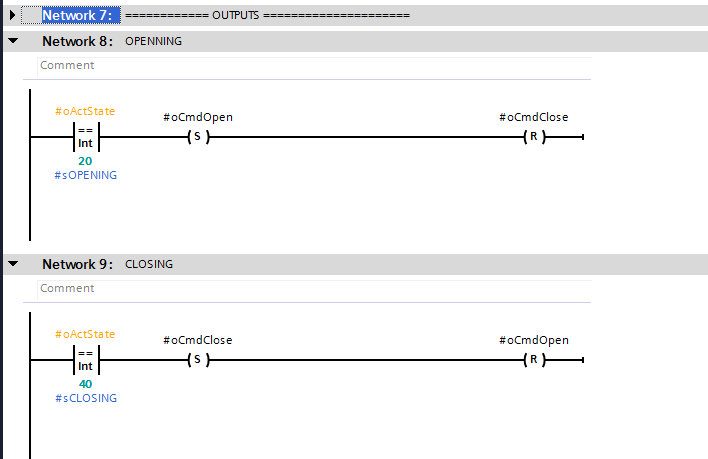 Network 7: ============ OUTPUTS =====================
Network 8: OPENNING
Comment
#oActState
#oCmdOpen #oCmdClose
==
Int
S R
20
#sOPENING
Network 9: CLOSING
Comment
#oActState
#oCmdClose #oCmdOpen
==
Int
S R
40
#sCLOSING